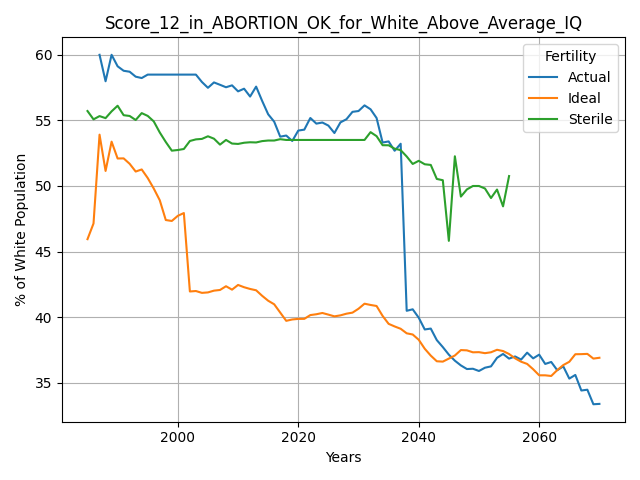 Score_12_in_ABORTION_OK_for_White_Above_Average_IQ
Fertility
Actual
Ideal
Sterile
% of White Population
60
55
50
45
40
35
2000
2020
2040
2060
Years